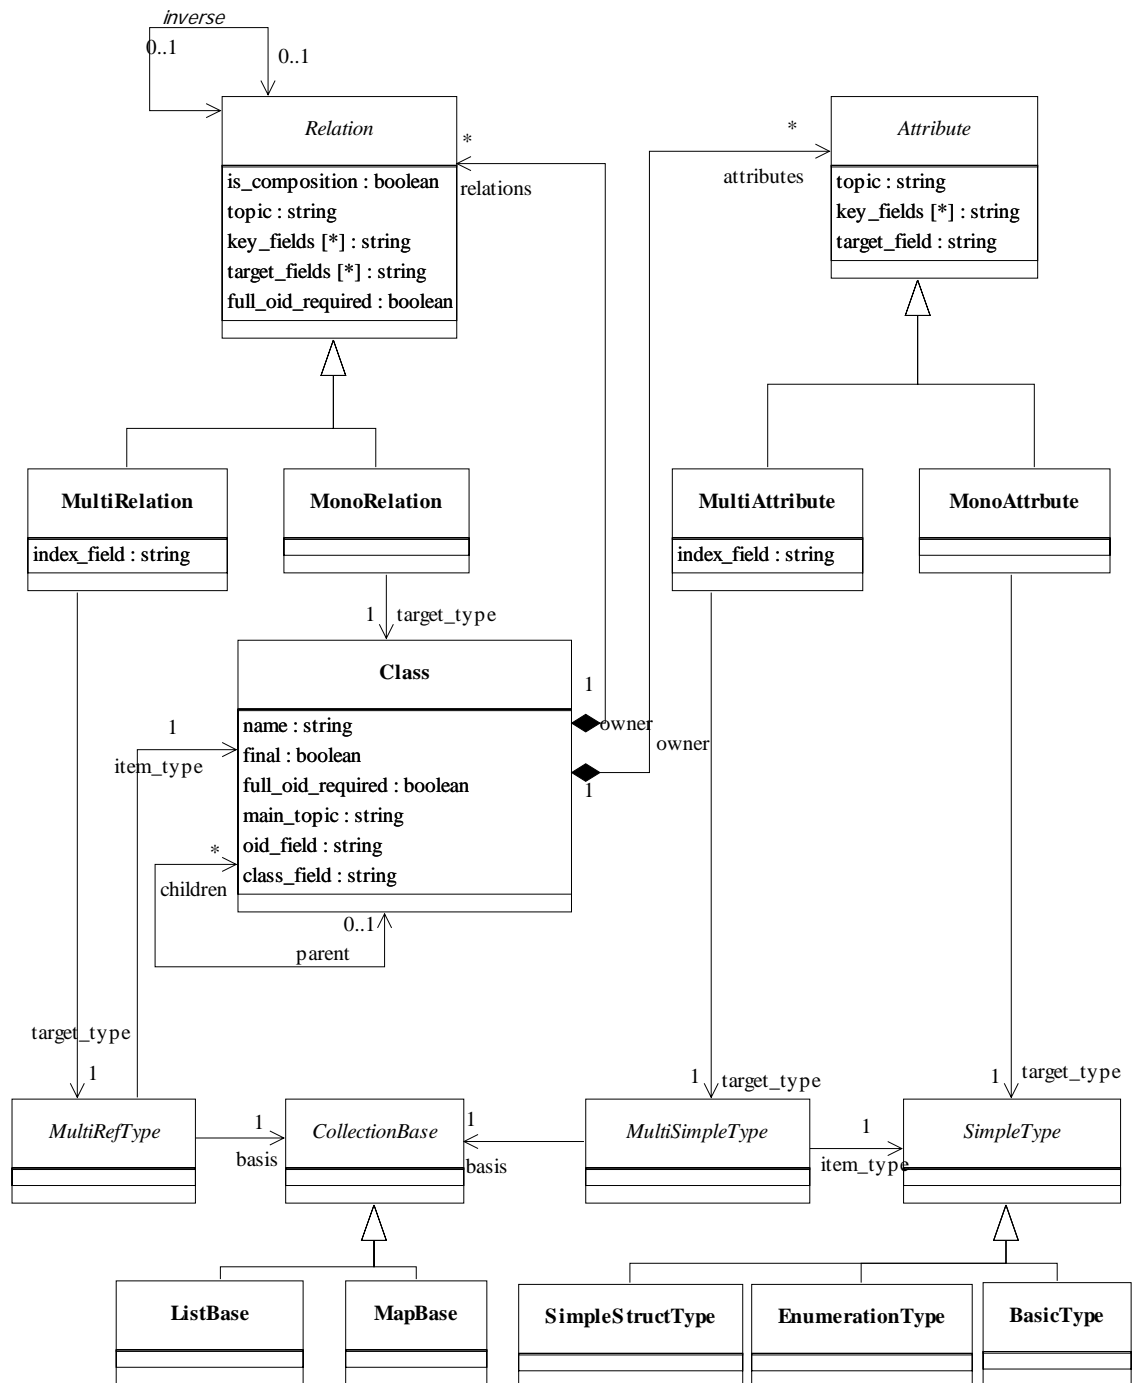 inverse
0..1
0..1
Relation
*
is_composition : boolean
topic : string
key_fields [*] : string
target_fields [*] : string
full_oid_required : boolean
relations
*
attributes
Attribute
topic : string
key_fields [*] : string
target_field : string
MultiRelation
index_field : string
MonoRelation
MultiAttribute
index_field : string
MonoAttrbute
1
target_type
Class
name : string
final : boolean
full_oid_required : boolean
main_topic : string
oid_field : string
class_field : string
1
owner
owner
1
1
item_type
*
children
0..1
parent
target_type
1
1
target_type
1
target_type
MultiRefType
1
basis
CollectionBase
1
basis
MultiSimpleType
1
item_type
SimpleType
ListBase
MapBase
SimpleStructType
EnumerationType
BasicType